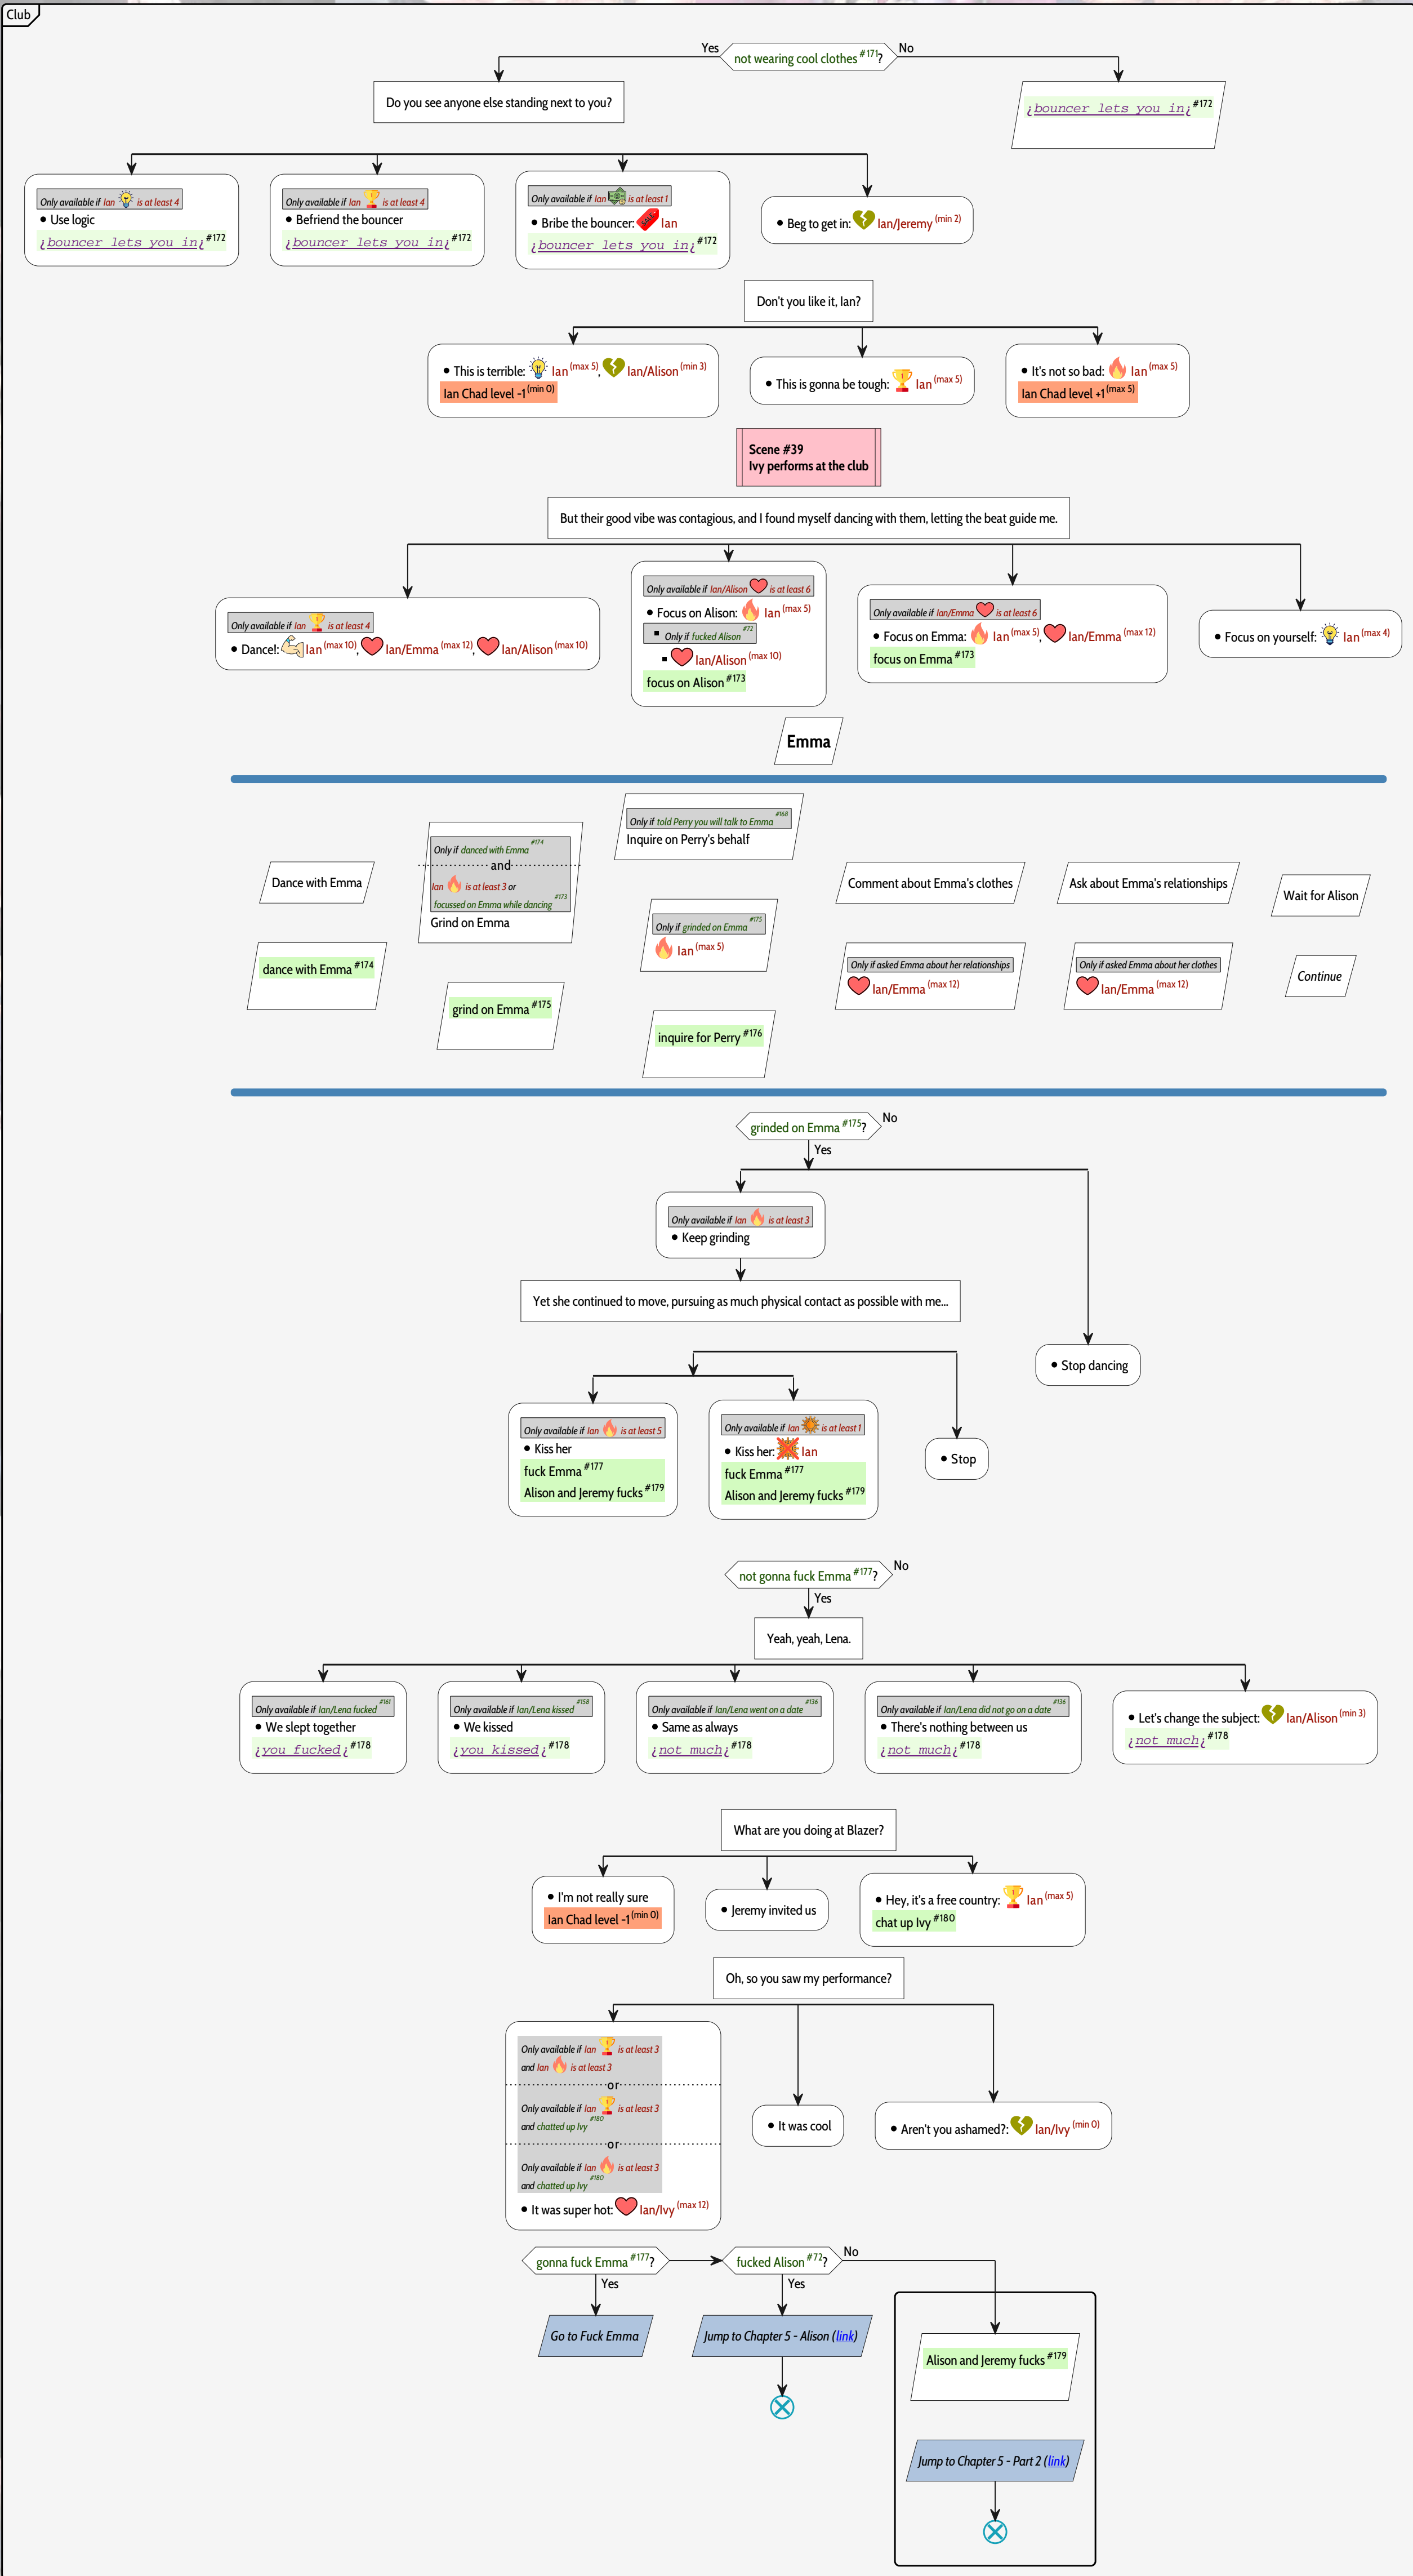 Club
Yes
not wearing cool clothes #171?
No
Do you see anyone else standing next to you?
¿bouncer lets you in¿ #172
Only available if Ian is at least 4
• Use logic
¿bouncer lets you in¿ #172
Only available if Ian is at least 4
• Befriend the bouncer
¿bouncer lets you in¿ #172
Only available if Ian is at least 1
• Bribe the bouncer: Ian
¿bouncer lets you in¿ #172
• Beg to get in: Ian/Jeremy (min 2)
Don't you like it, Ian?
• This is terrible: Ian (max 5), Ian/Alison (min 3)
Ian Chad level -1 (min 0)
• This is gonna be tough: Ian (max 5)
• It's not so bad: Ian (max 5)
Ian Chad level +1 (max 5)
Scene #39
Ivy performs at the club
But their good vibe was contagious, and I found myself dancing with them, letting the beat guide me.
Only available if Ian is at least 4
• Dance!: Ian (max 10), Ian/Emma (max 12), Ian/Alison (max 10)
Only available if Ian/Alison is at least 6
• Focus on Alison: Ian (max 5)
▪ Only if fucked Alison #72
▪ Ian/Alison (max 10)
focus on Alison #173
Only available if Ian/Emma is at least 6
• Focus on Emma: Ian (max 5), Ian/Emma (max 12)
focus on Emma #173
• Focus on yourself: Ian (max 4)
Emma
Dance with Emma
dance with Emma #174
Only if danced with Emma #174
and
Ian is at least 3 or
focussed on Emma while dancing #173
Grind on Emma
grind on Emma #175
Only if told Perry you will talk to Emma #168
Inquire on Perry's behalf
Only if grinded on Emma #175
Ian (max 5)
inquire for Perry #176
Comment about Emma's clothes
Only if asked Emma about her relationships
Ian/Emma (max 12)
Ask about Emma's relationships
Only if asked Emma about her clothes
Ian/Emma (max 12)
Wait for Alison
Continue
grinded on Emma #175?
No
Yes
Only available if Ian is at least 3
• Keep grinding
Yet she continued to move, pursuing as much physical contact as possible with me...
• Stop dancing
Only available if Ian is at least 5
• Kiss her
fuck Emma #177
Alison and Jeremy fucks #179
Only available if Ian is at least 1
• Kiss her: Ian
fuck Emma #177
Alison and Jeremy fucks #179
• Stop
not gonna fuck Emma #177?
No
Yes
Yeah, yeah, Lena.
Only available if Ian/Lena fucked #161
• We slept together
¿you fucked¿ #178
Only available if Ian/Lena kissed #158
• We kissed
¿you kissed¿ #178
Only available if Ian/Lena went on a date #136
• Same as always
¿not much¿ #178
Only available if Ian/Lena did not go on a date #136
• There's nothing between us
¿not much¿ #178
• Let's change the subject: Ian/Alison (min 3)
¿not much¿ #178
What are you doing at Blazer?
• I'm not really sure
Ian Chad level -1 (min 0)
• Jeremy invited us
• Hey, it's a free country: Ian (max 5)
chat up Ivy #180
Oh, so you saw my performance?
Only available if Ian is at least 3
and Ian is at least 3
or
Only available if Ian is at least 3
and chatted up Ivy #180
or
Only available if Ian is at least 3
and chatted up Ivy #180
• It was super hot: Ian/Ivy (max 12)
• It was cool
• Aren't you ashamed?: Ian/Ivy (min 0)
gonna fuck Emma #177?
fucked Alison #72?
No
Yes
Yes
Go to Fuck Emma
Jump to Chapter 5 - Alison (link)
Alison and Jeremy fucks #179
Jump to Chapter 5 - Part 2 (link)